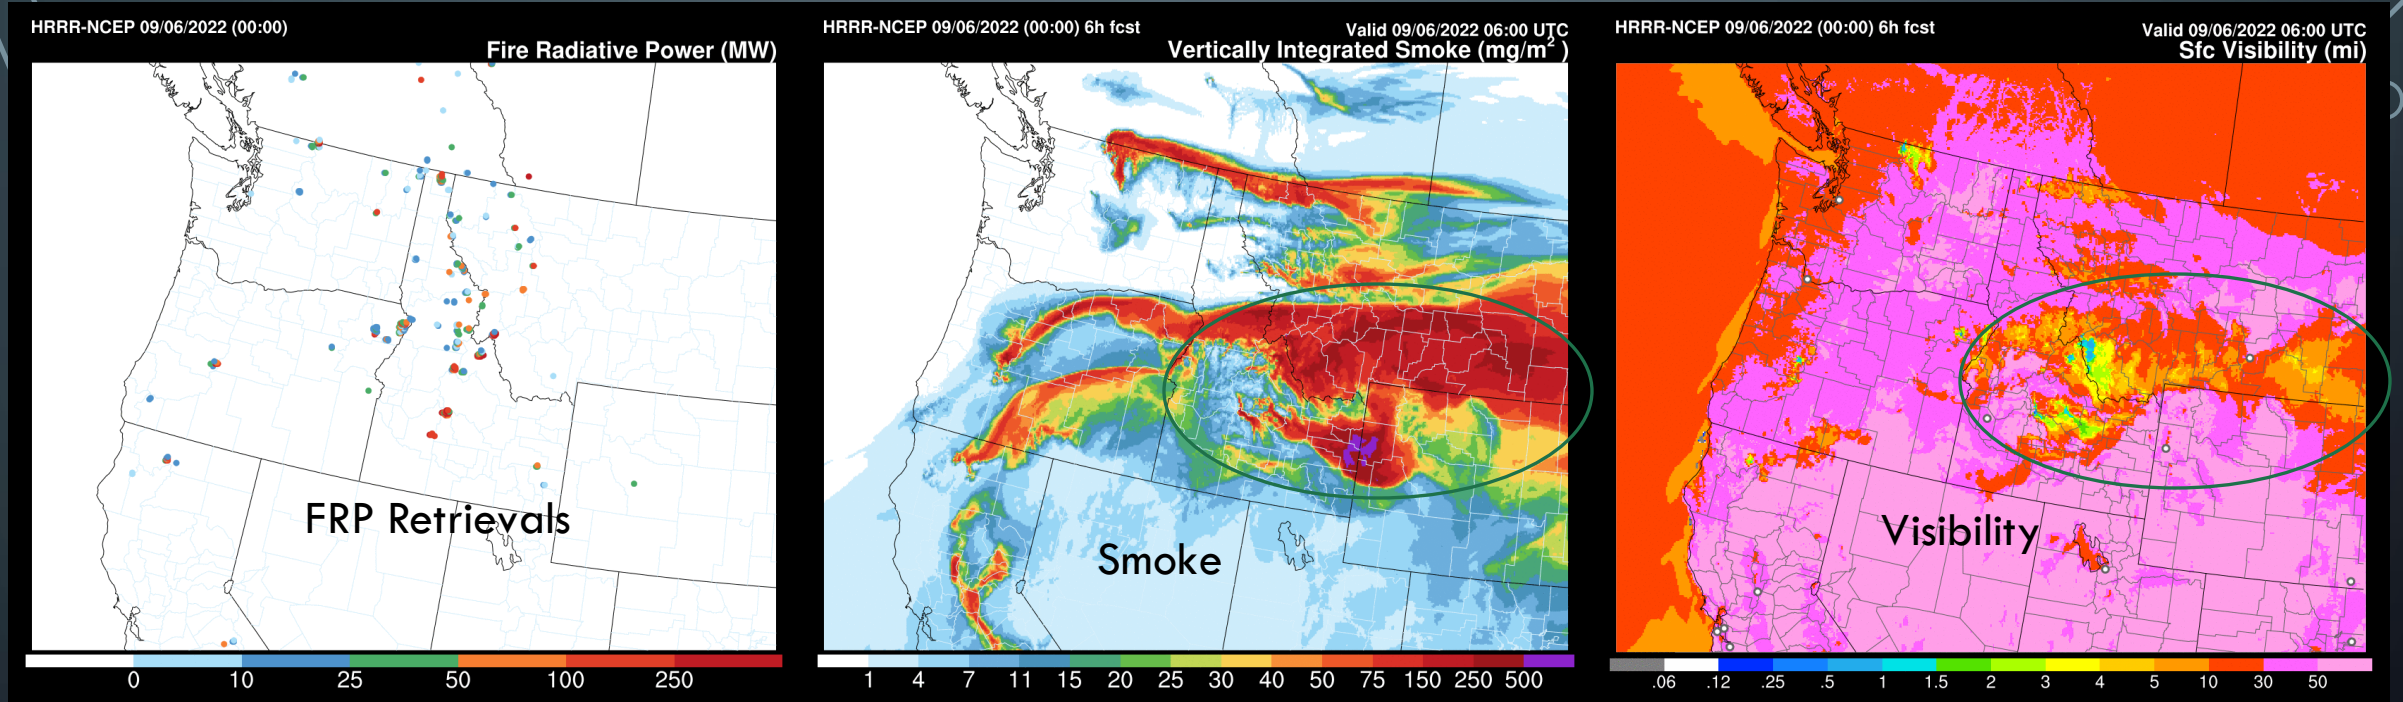 HRRR-NCEP 09/06/2022 (00:00)
Fire Radiative Power (MW)
FRP Retrievals
0 10 25 50 100 250
HRRR-NCEP 09/06/2022 (00:00) 6h fcst
Valid 09/06/2022 06:00 UTC
Vertically Integrated Smoke (mg/m² )
Smoke
1 4 7 11 15 20 25 30 40 50 75 150 250 500
HRRR-NCEP 09/06/2022 (00:00) 6h fcst
Valid 09/06/2022 06:00 UTC
Sfc Visibility (mi)
Visibility
.06 .12 .25 .5 1 1.5 2 3 4 5 10 30 50